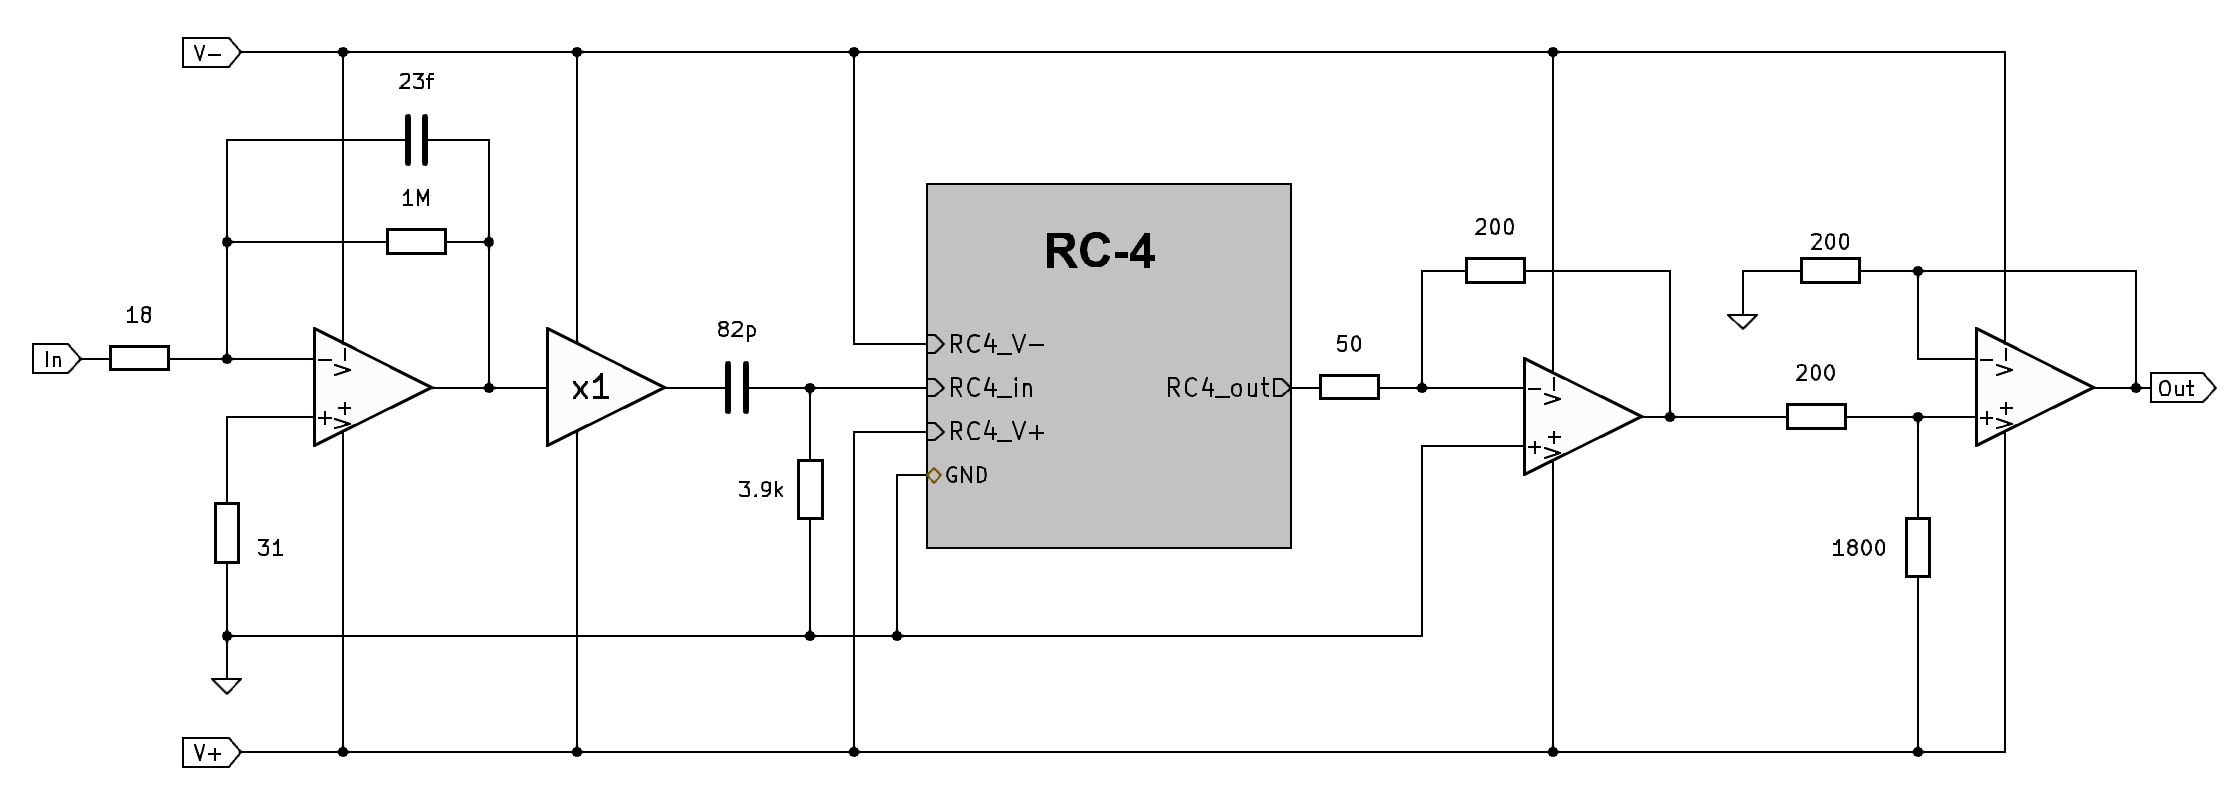 V−
23f
1M
18
In
− V−
+ V+
31
x1
82p
3.9k
RC-4
RC4_V−
RC4_in
RC4_V+
GND
RC4_out
50
200
− V−
+ V+
200
200
1800
− V−
+ V+
Out
V+